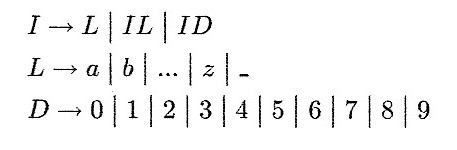 I → L | IL | ID
L → a | b | ... | z | _
D → 0 | 1 | 2 | 3 | 4 | 5 | 6 | 7 | 8 | 9